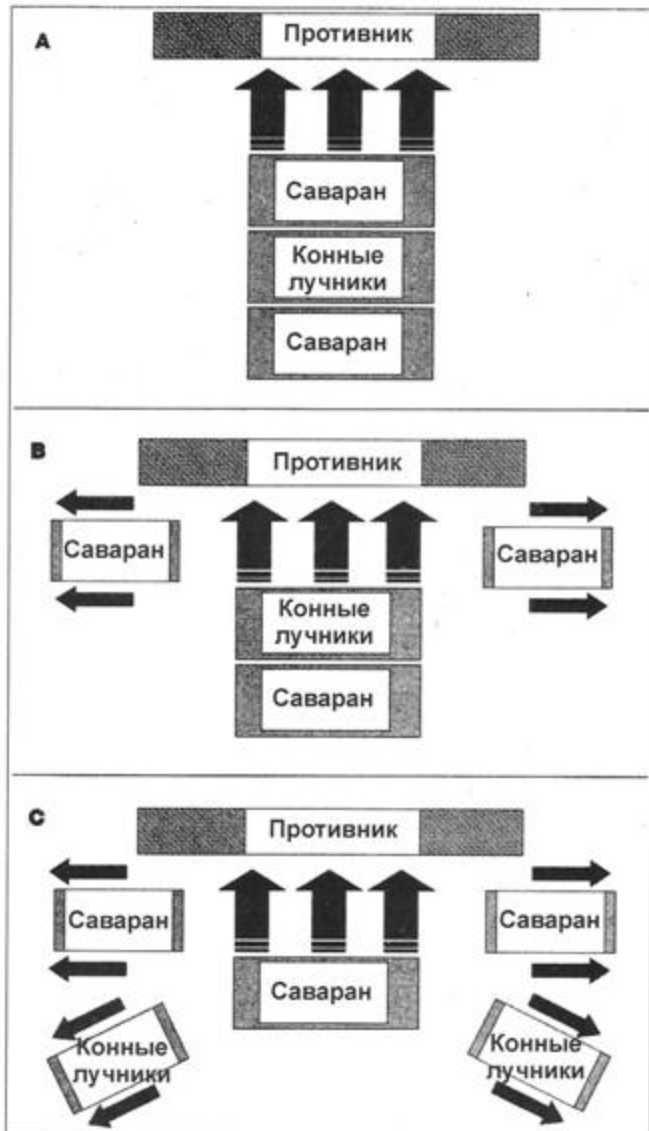 A
Противник
Саваран
Конные
лучники
Саваран
B
Противник
Саваран
Саваран
Конные
лучники
Саваран
C
Противник
Саваран
Саваран
Саваран
Конные
лучники
Конные
лучники